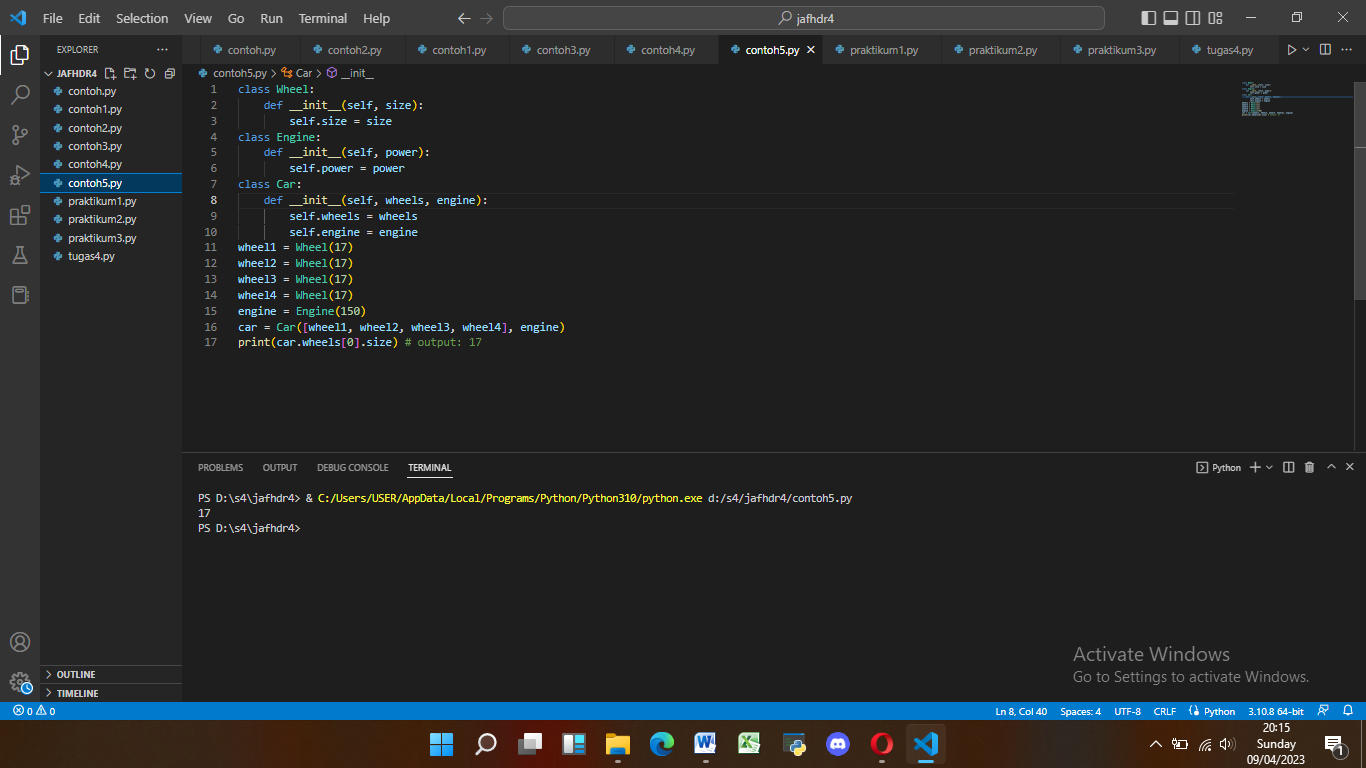 File Edit Selection View Go Run Terminal Help
jafhdr4
EXPLORER
contoh.py contoh2.py contoh1.py contoh3.py contoh4.py contoh5.py praktikum1.py praktikum2.py praktikum3.py tugas4.py
JAFHDR4
contoh.py
contoh1.py
contoh2.py
contoh3.py
contoh4.py
contoh5.py
praktikum1.py
praktikum2.py
praktikum3.py
tugas4.py
OUTLINE
TIMELINE
contoh5.py > Car > __init__
1 class Wheel:
2 def __init__(self, size):
3 self.size = size
4 class Engine:
5 def __init__(self, power):
6 self.power = power
7 class Car:
8 def __init__(self, wheels, engine):
9 self.wheels = wheels
10 self.engine = engine
11 wheel1 = Wheel(17)
12 wheel2 = Wheel(17)
13 wheel3 = Wheel(17)
14 wheel4 = Wheel(17)
15 engine = Engine(150)
16 car = Car([wheel1, wheel2, wheel3, wheel4], engine)
17 print(car.wheels[0].size) # output: 17
PROBLEMS OUTPUT DEBUG CONSOLE TERMINAL
Python
PS D:\s4\jafhdr4> & C:/Users/USER/AppData/Local/Programs/Python/Python310/python.exe d:/s4/jafhdr4/contoh5.py
17
PS D:\s4\jafhdr4>
Activate Windows
Go to Settings to activate Windows.
0 0
Ln 8, Col 40 Spaces: 4 UTF-8 CRLF Python 3.10.8 64-bit
20:15
Sunday
09/04/2023
1